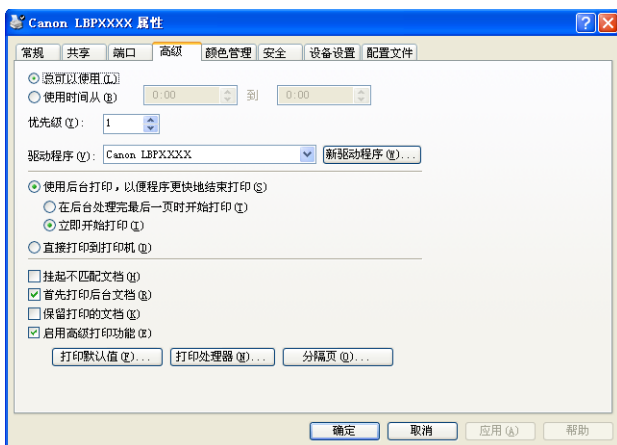 Canon LBPXXXX 属性
常规 共享 端口 高级 颜色管理 安全 设备设置 配置文件
总可以使用(L)
使用时间从(B) 0:00 到 0:00
优先级(Y): 1
驱动程序(V): Canon LBPXXXX 新驱动程序(W)...
使用后台打印，以便程序更快地结束打印(S)
在后台处理完最后一页时开始打印(T)
立即开始打印(I)
直接打印到打印机(D)
挂起不匹配文档(H)
首先打印后台文档(R)
保留打印的文档(K)
启用高级打印功能(E)
打印默认值(F)... 打印处理器(N)... 分隔页(O)...
确定 取消 应用(A) 帮助